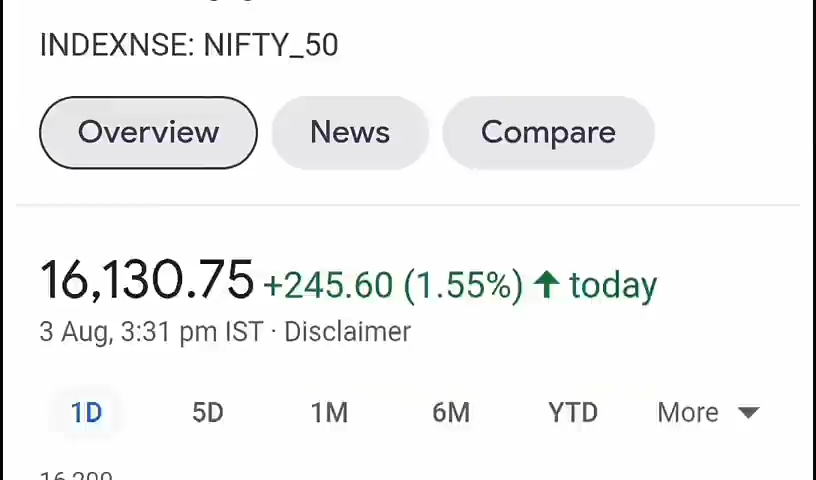 INDEXNSE: NIFTY_50
Overview News Compare
16,130.75 +245.60 (1.55%) ↑ today
3 Aug, 3:31 pm IST · Disclaimer
1D 5D 1M 6M YTD More